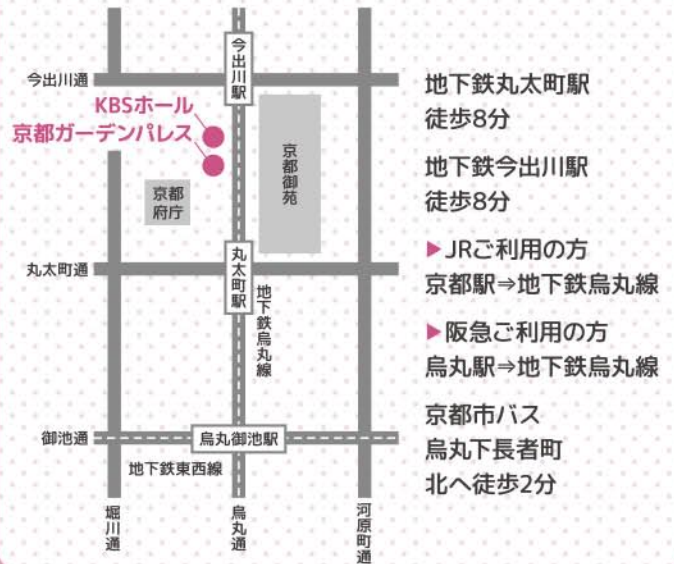 今出川駅
今出川通
KBSホール
京都ガーデンパレス
京都御苑
京都
府庁
丸太町通
丸太町駅
地下鉄烏丸線
御池通
烏丸御池駅
地下鉄東西線
堀川通
烏丸通
河原町通
地下鉄丸太町駅
徒歩8分
地下鉄今出川駅
徒歩8分
▶JRご利用の方
京都駅⇒地下鉄烏丸線
▶阪急ご利用の方
烏丸駅⇒地下鉄烏丸線
京都市バス
烏丸下長者町
北へ徒歩2分